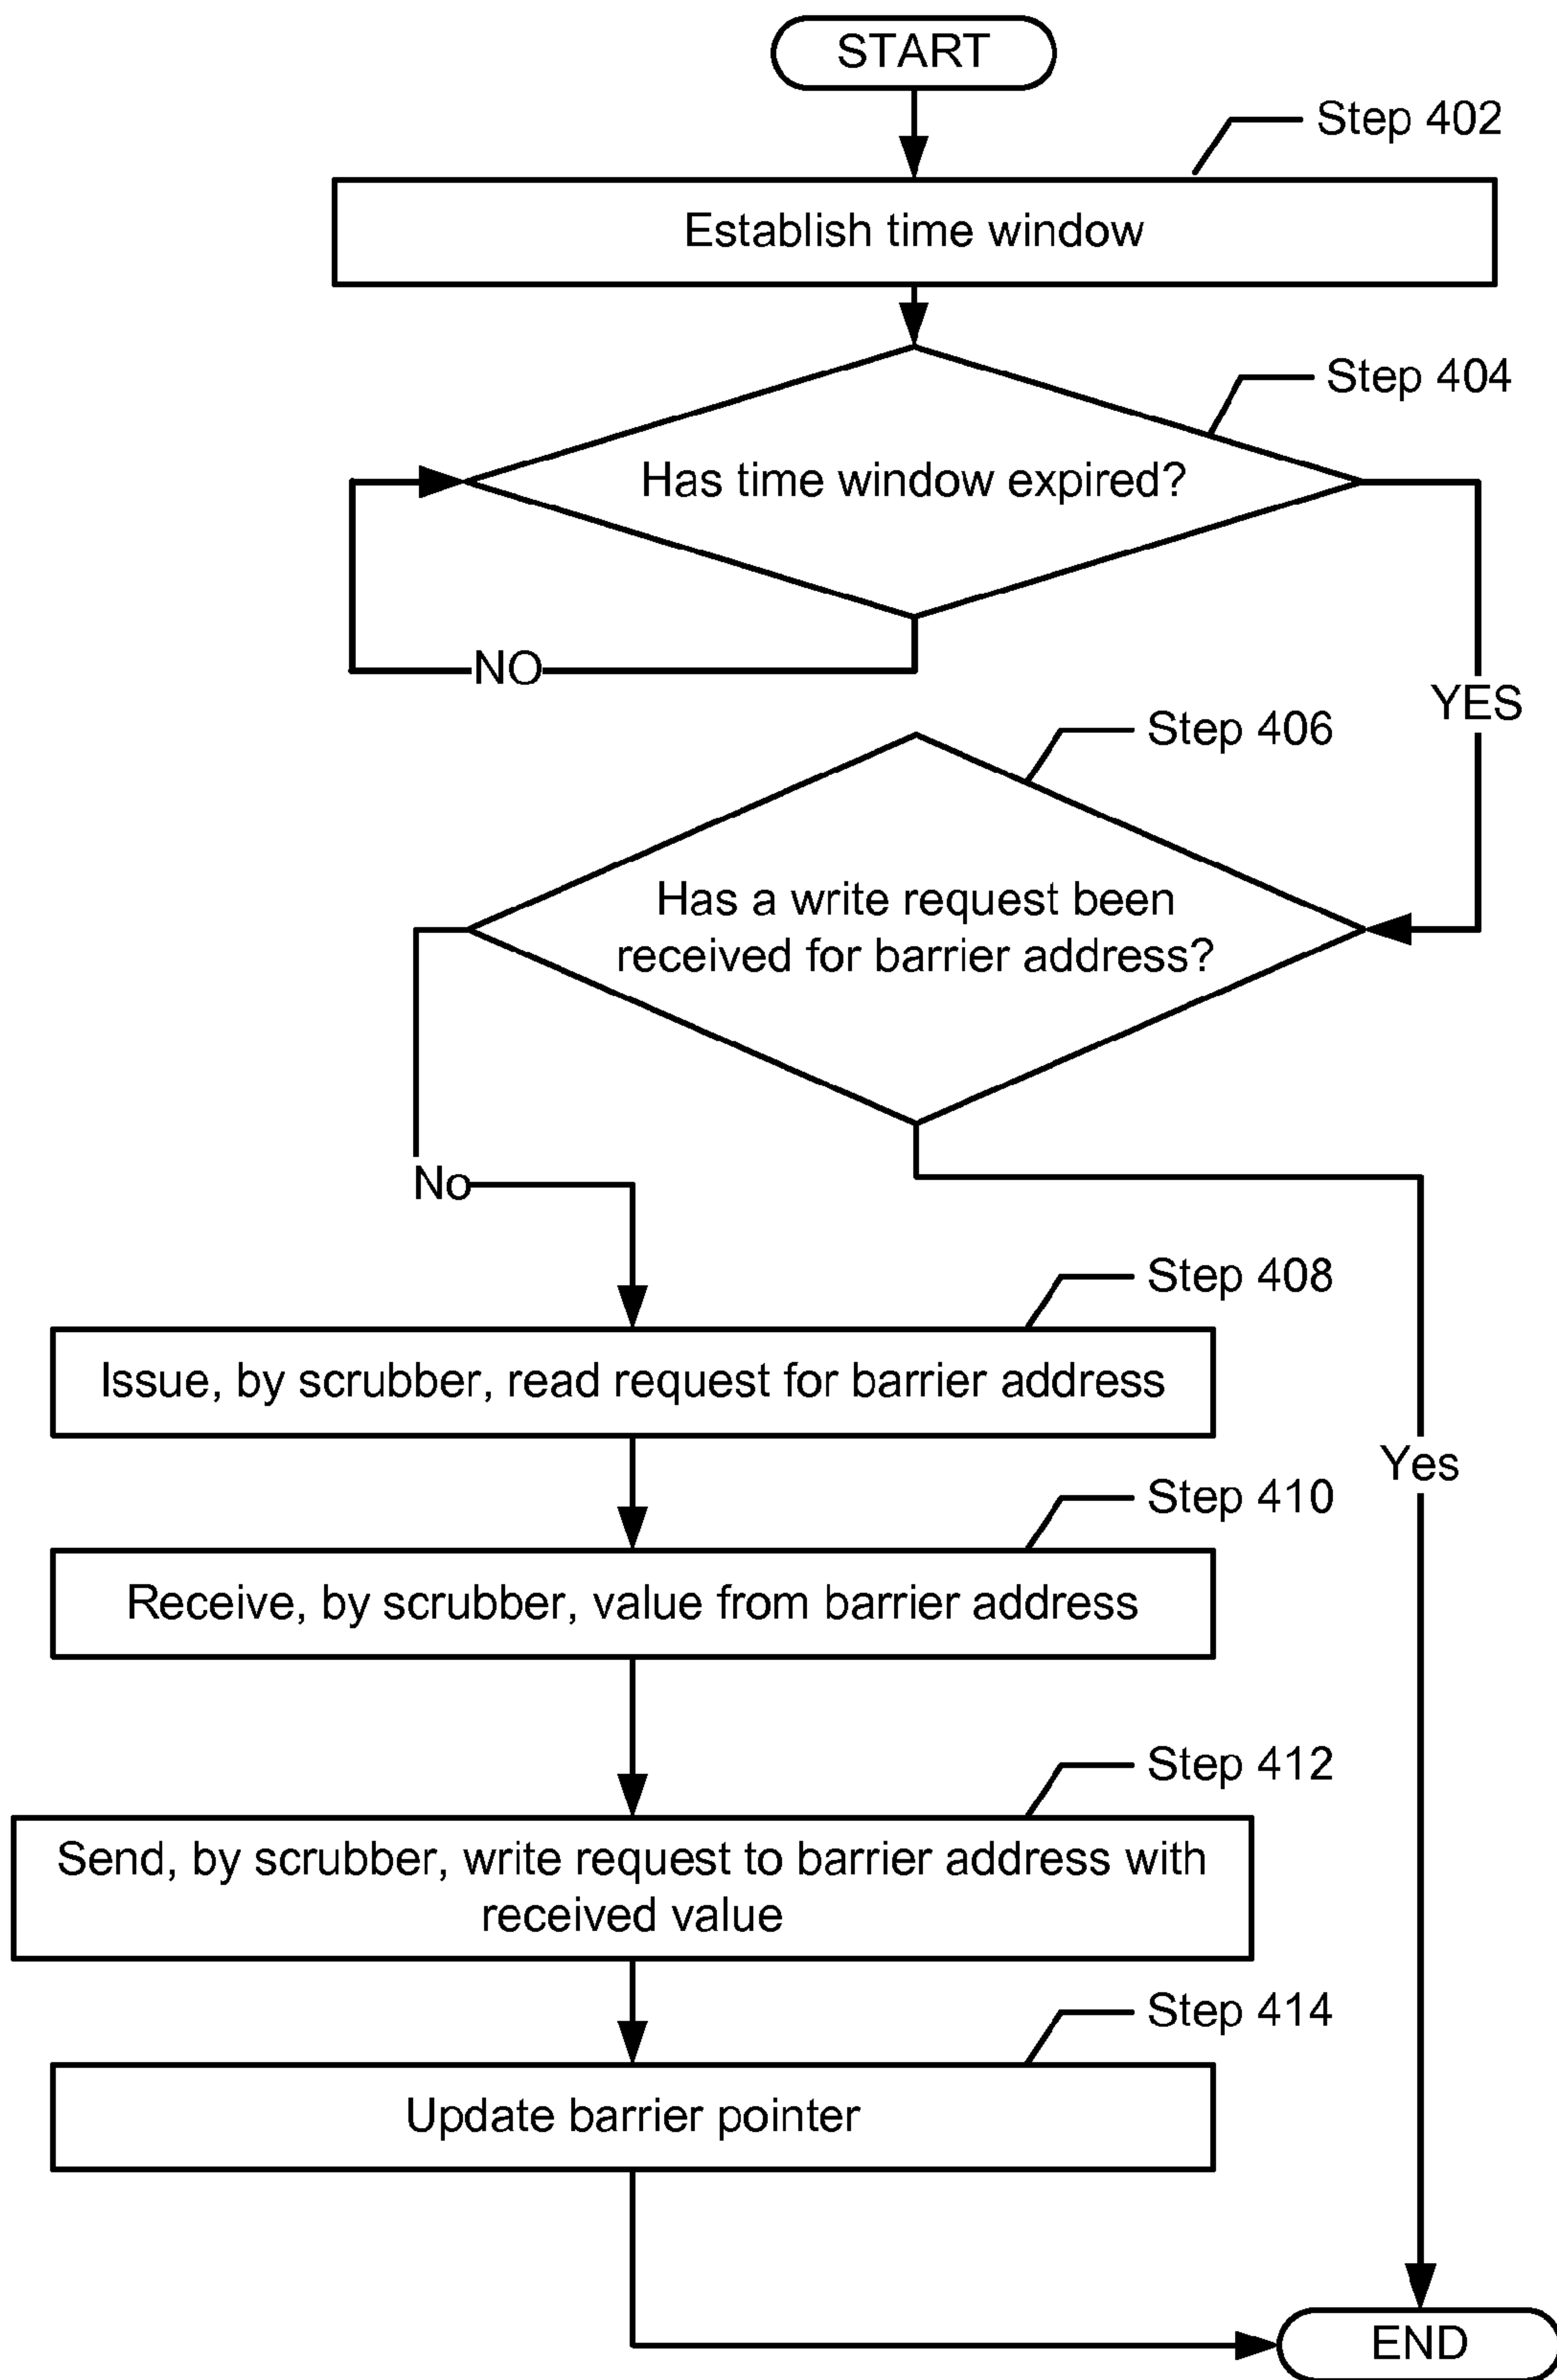 START
Step 402
Establish time window
Step 404
Has time window expired?
NO
YES
Step 406
Has a write request been
received for barrier address?
No
Step 408
Issue, by scrubber, read request for barrier address
Yes
Step 410
Receive, by scrubber, value from barrier address
Step 412
Send, by scrubber, write request to barrier address with
received value
Step 414
Update barrier pointer
END